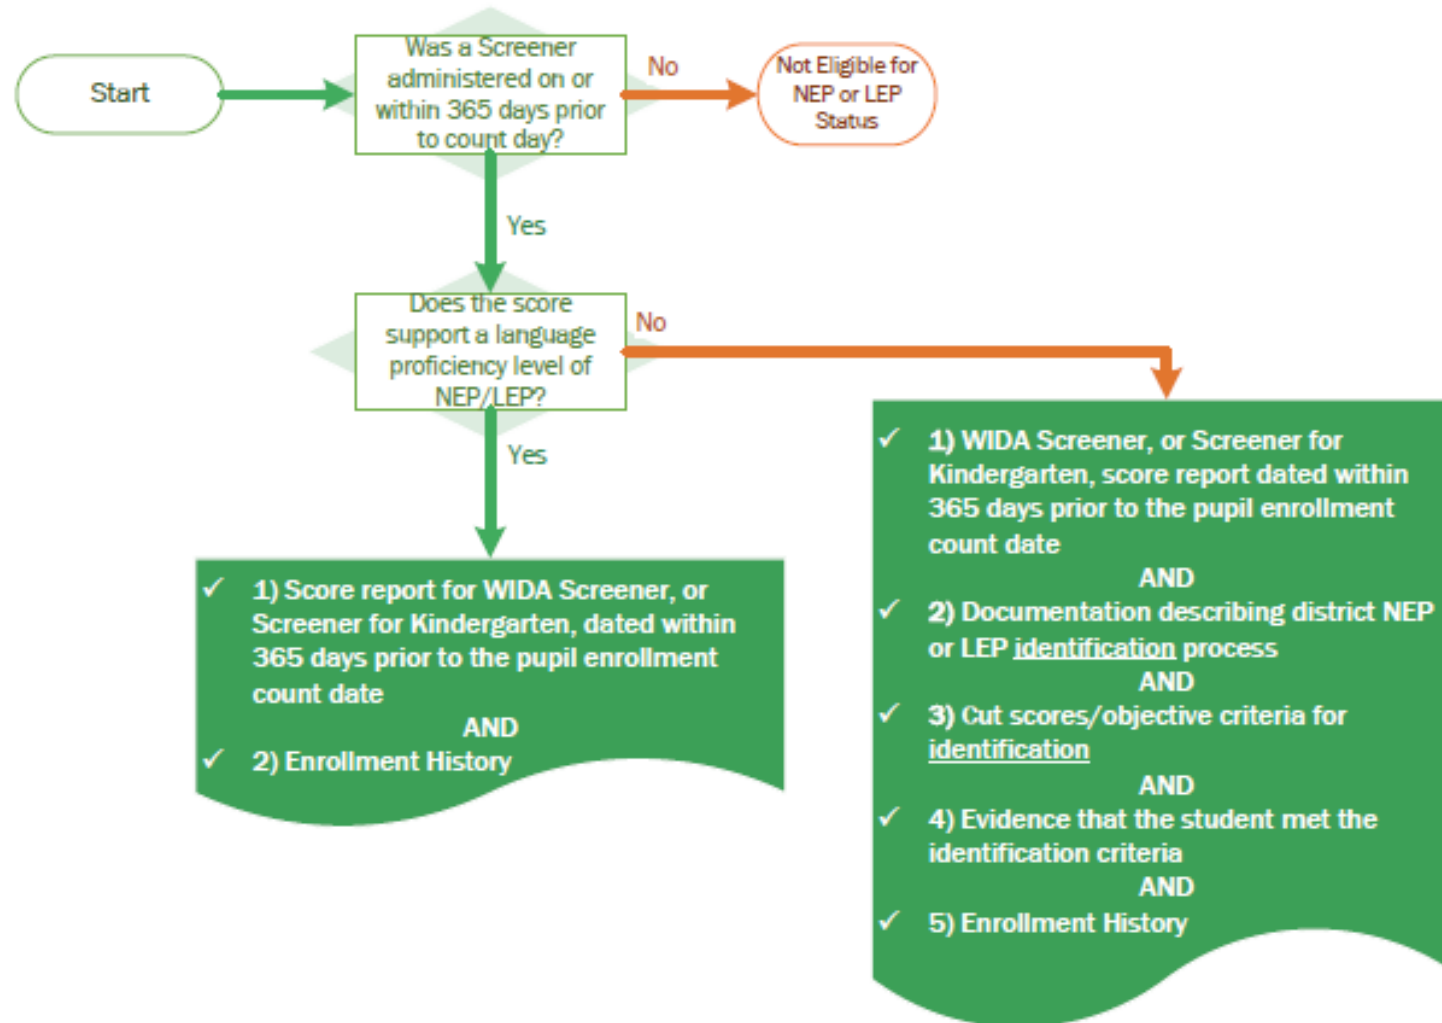 Start
Was a Screener
administered on or
within 365 days prior
to count day?
No
Not Eligible for
NEP or LEP
Status
Yes
Does the score
support a language
proficiency level of
NEP/LEP?
No
Yes
✓ 1) Score report for WIDA Screener, or
Screener for Kindergarten, dated within
365 days prior to the pupil enrollment
count date
AND
✓ 2) Enrollment History
✓ 1) WIDA Screener, or Screener for
Kindergarten, score report dated within
365 days prior to the pupil enrollment
count date
AND
✓ 2) Documentation describing district NEP
or LEP identification process
AND
✓ 3) Cut scores/objective criteria for
identification
AND
✓ 4) Evidence that the student met the
identification criteria
AND
✓ 5) Enrollment History